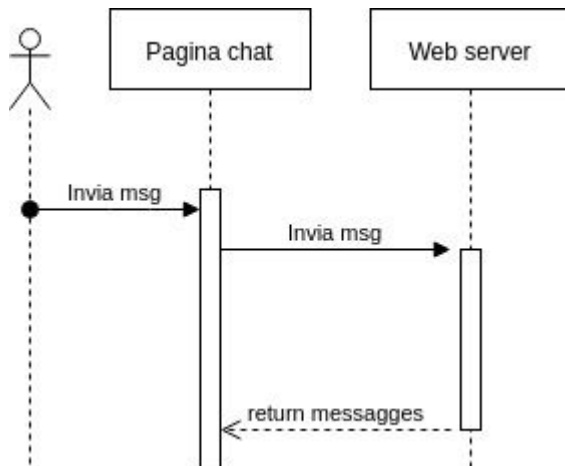 Pagina chat
Web server
Invia msg
Invia msg
return messagges